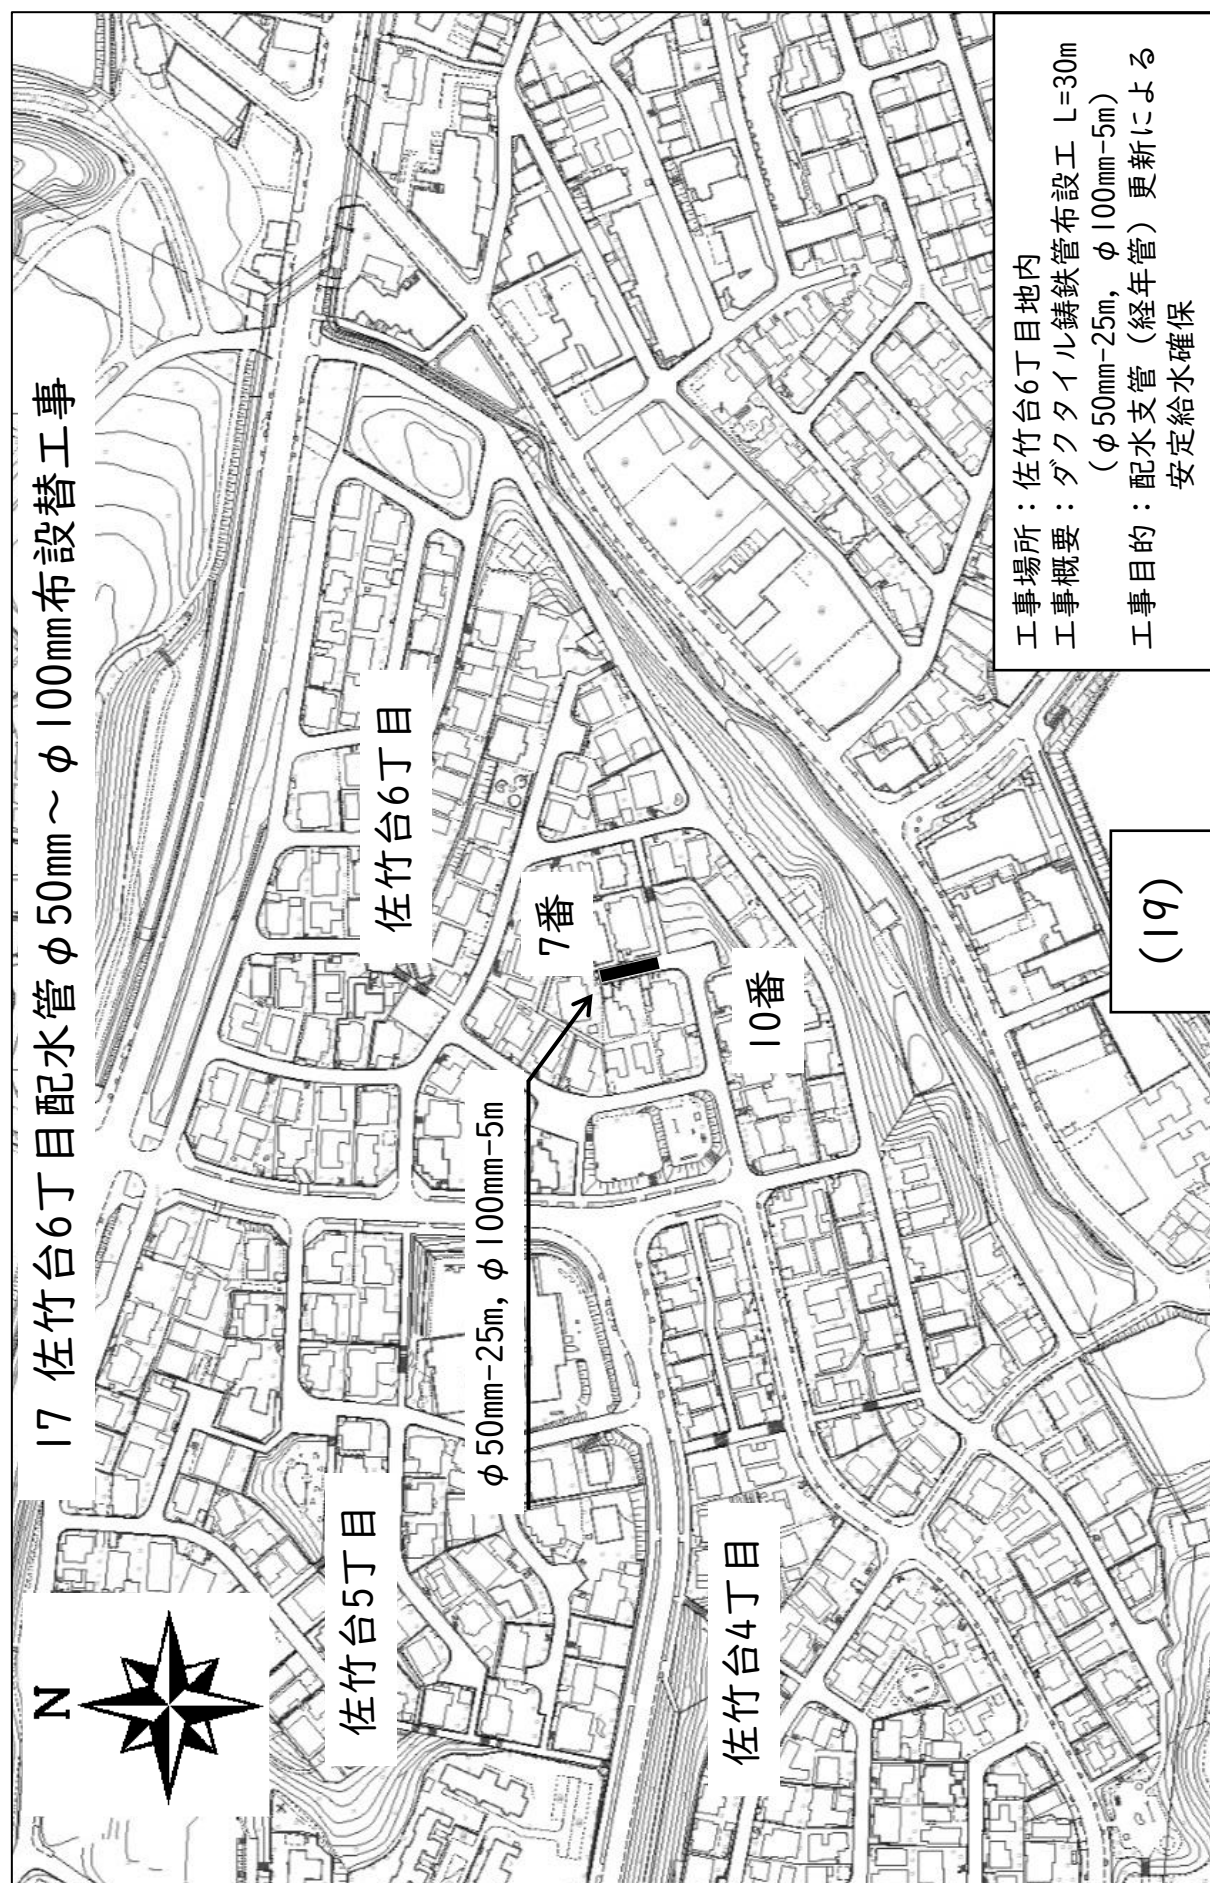 17 佐竹台6丁目配水管φ50mm～φ100mm布設替工事
N
佐竹台6丁目
7番
10番
φ50mm-25m, φ100mm-5m
佐竹台5丁目
佐竹台4丁目
工事場所：佐竹台6丁目地内
工事概要：ダクタイル鋳鉄管布設工 L=30m
（φ50mm-25m, φ100mm-5m）
工事目的：配水支管（経年管）更新による
安定給水確保
(19)